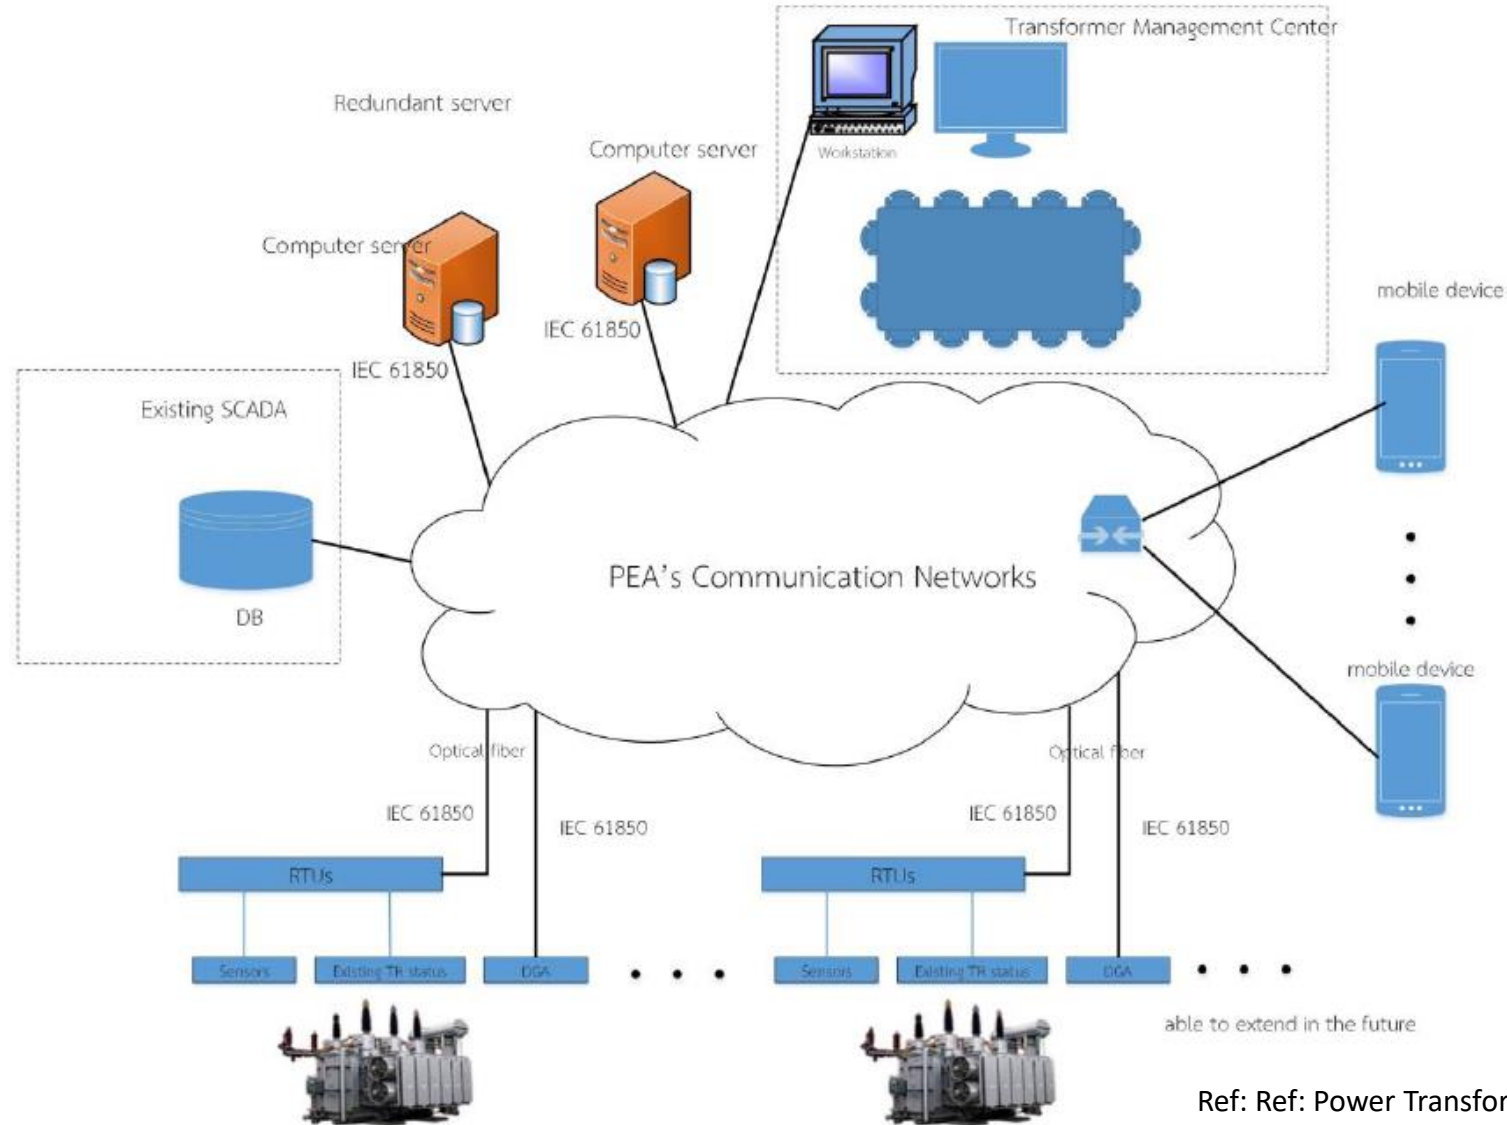 Transformer Management Center
Redundant server
Computer server
Workstation
Computer server
mobile device
IEC 61850
IEC 61850
Existing SCADA
PEA's Communication Networks
DB
mobile device
Optical fiber
Optical fiber
IEC 61850
IEC 61850
IEC 61850
IEC 61850
RTUs
RTUs
Sensors
Existing TR status
DGA
Sensors
Existing TR status
DGA
able to extend in the future
Ref: Ref: Power Transfor